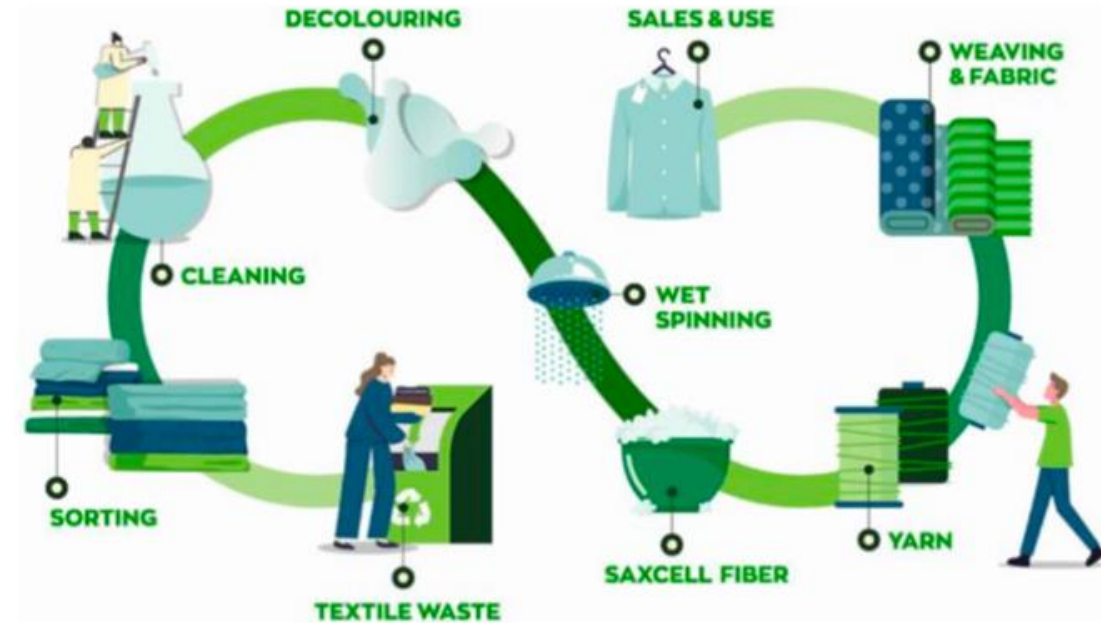 DECOLOURING
SALES & USE
WEAVING
& FABRIC
CLEANING
WET
SPINNING
SORTING
YARN
SAXCELL FIBER
TEXTILE WASTE